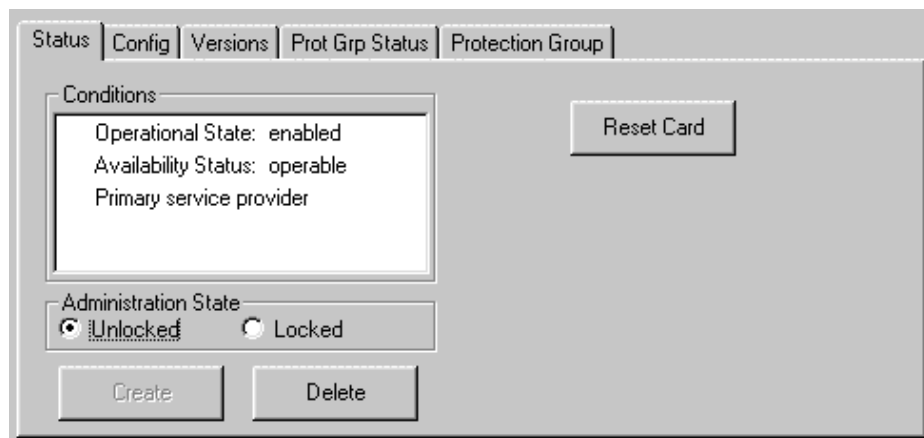 Status Config Versions Prot Grp Status Protection Group
Conditions
Operational State: enabled
Availability Status: operable
Primary service provider
Reset Card
Administration State
Unlocked Locked
Create Delete